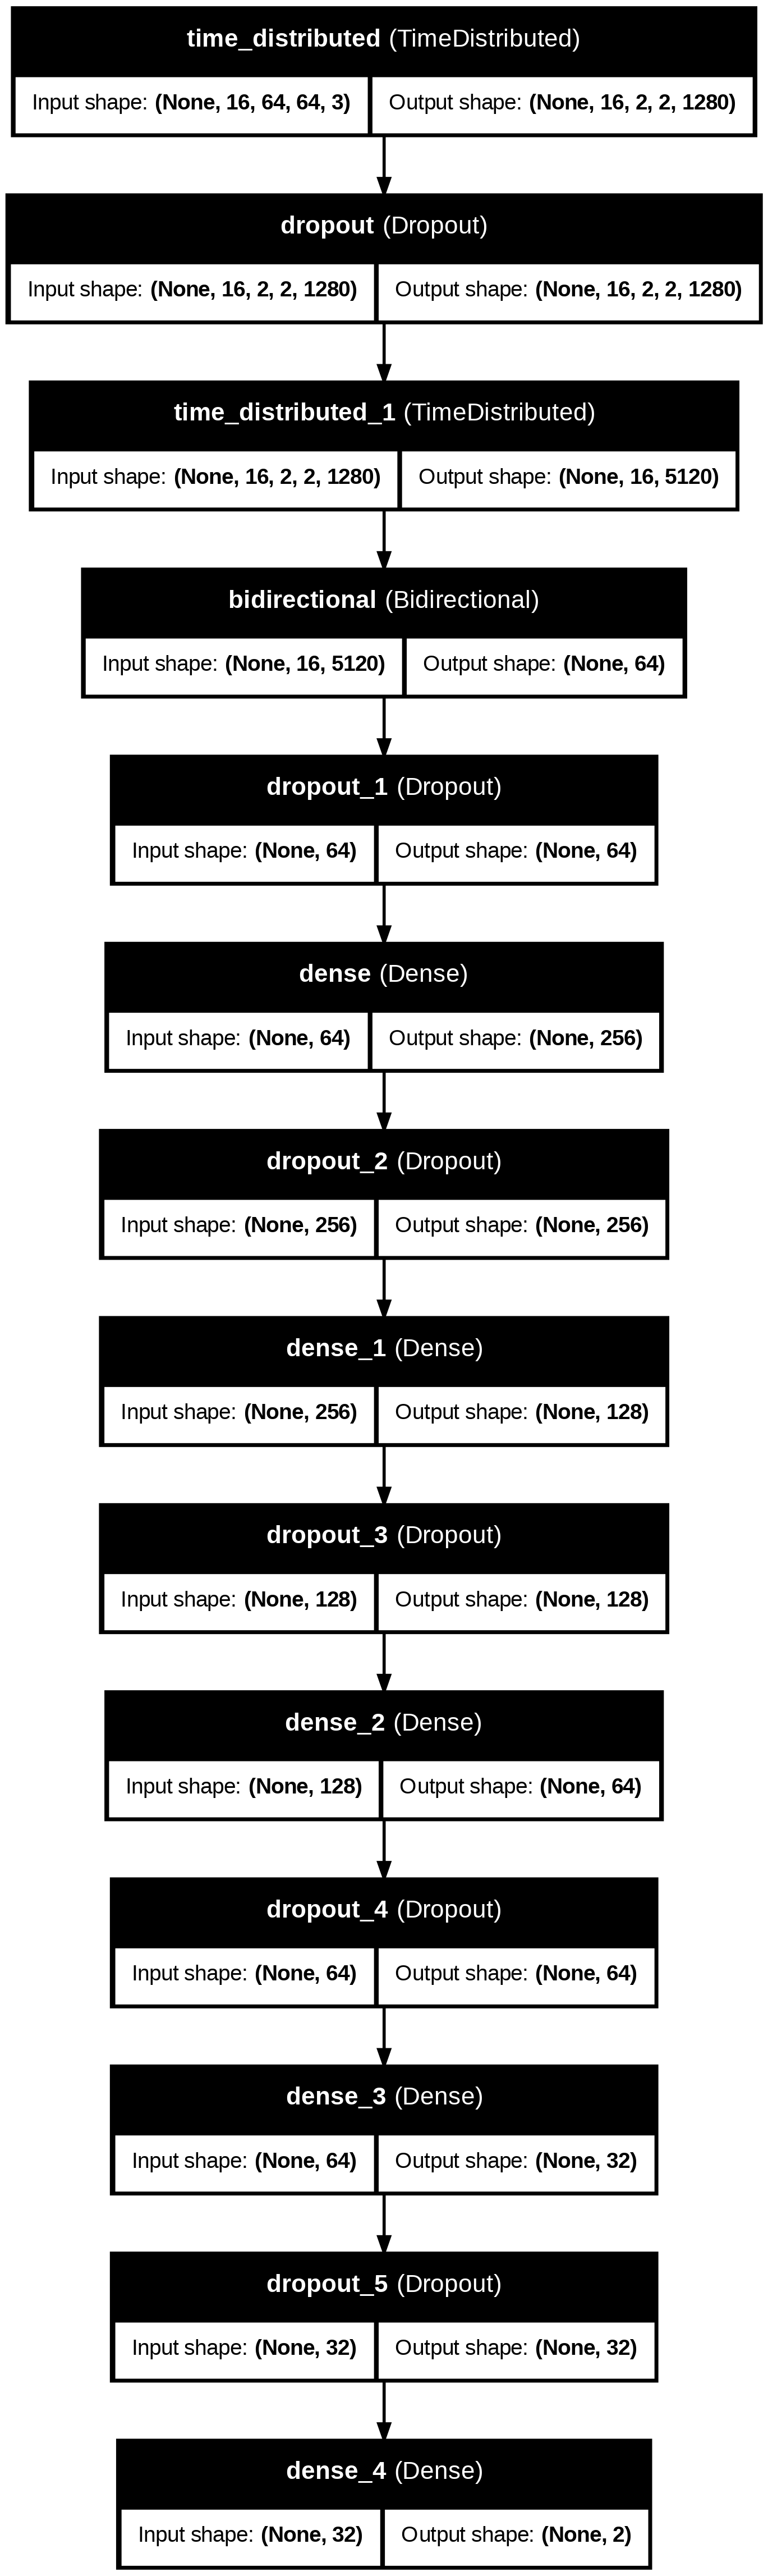 time_distributed (TimeDistributed)
Input shape: (None, 16, 64, 64, 3) Output shape: (None, 16, 2, 2, 1280)
dropout (Dropout)
Input shape: (None, 16, 2, 2, 1280) Output shape: (None, 16, 2, 2, 1280)
time_distributed_1 (TimeDistributed)
Input shape: (None, 16, 2, 2, 1280) Output shape: (None, 16, 5120)
bidirectional (Bidirectional)
Input shape: (None, 16, 5120) Output shape: (None, 64)
dropout_1 (Dropout)
Input shape: (None, 64) Output shape: (None, 64)
dense (Dense)
Input shape: (None, 64) Output shape: (None, 256)
dropout_2 (Dropout)
Input shape: (None, 256) Output shape: (None, 256)
dense_1 (Dense)
Input shape: (None, 256) Output shape: (None, 128)
dropout_3 (Dropout)
Input shape: (None, 128) Output shape: (None, 128)
dense_2 (Dense)
Input shape: (None, 128) Output shape: (None, 64)
dropout_4 (Dropout)
Input shape: (None, 64) Output shape: (None, 64)
dense_3 (Dense)
Input shape: (None, 64) Output shape: (None, 32)
dropout_5 (Dropout)
Input shape: (None, 32) Output shape: (None, 32)
dense_4 (Dense)
Input shape: (None, 32) Output shape: (None, 2)